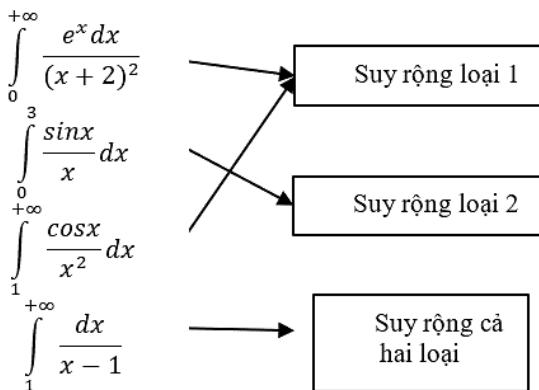 ∫₀^{+∞} e^x dx / (x + 2)²
Suy rộng loại 1
∫₀^3 sinx / x dx
Suy rộng loại 2
∫₁^{+∞} cosx / x² dx
∫₁^{+∞} dx / (x − 1)
Suy rộng cả
hai loại